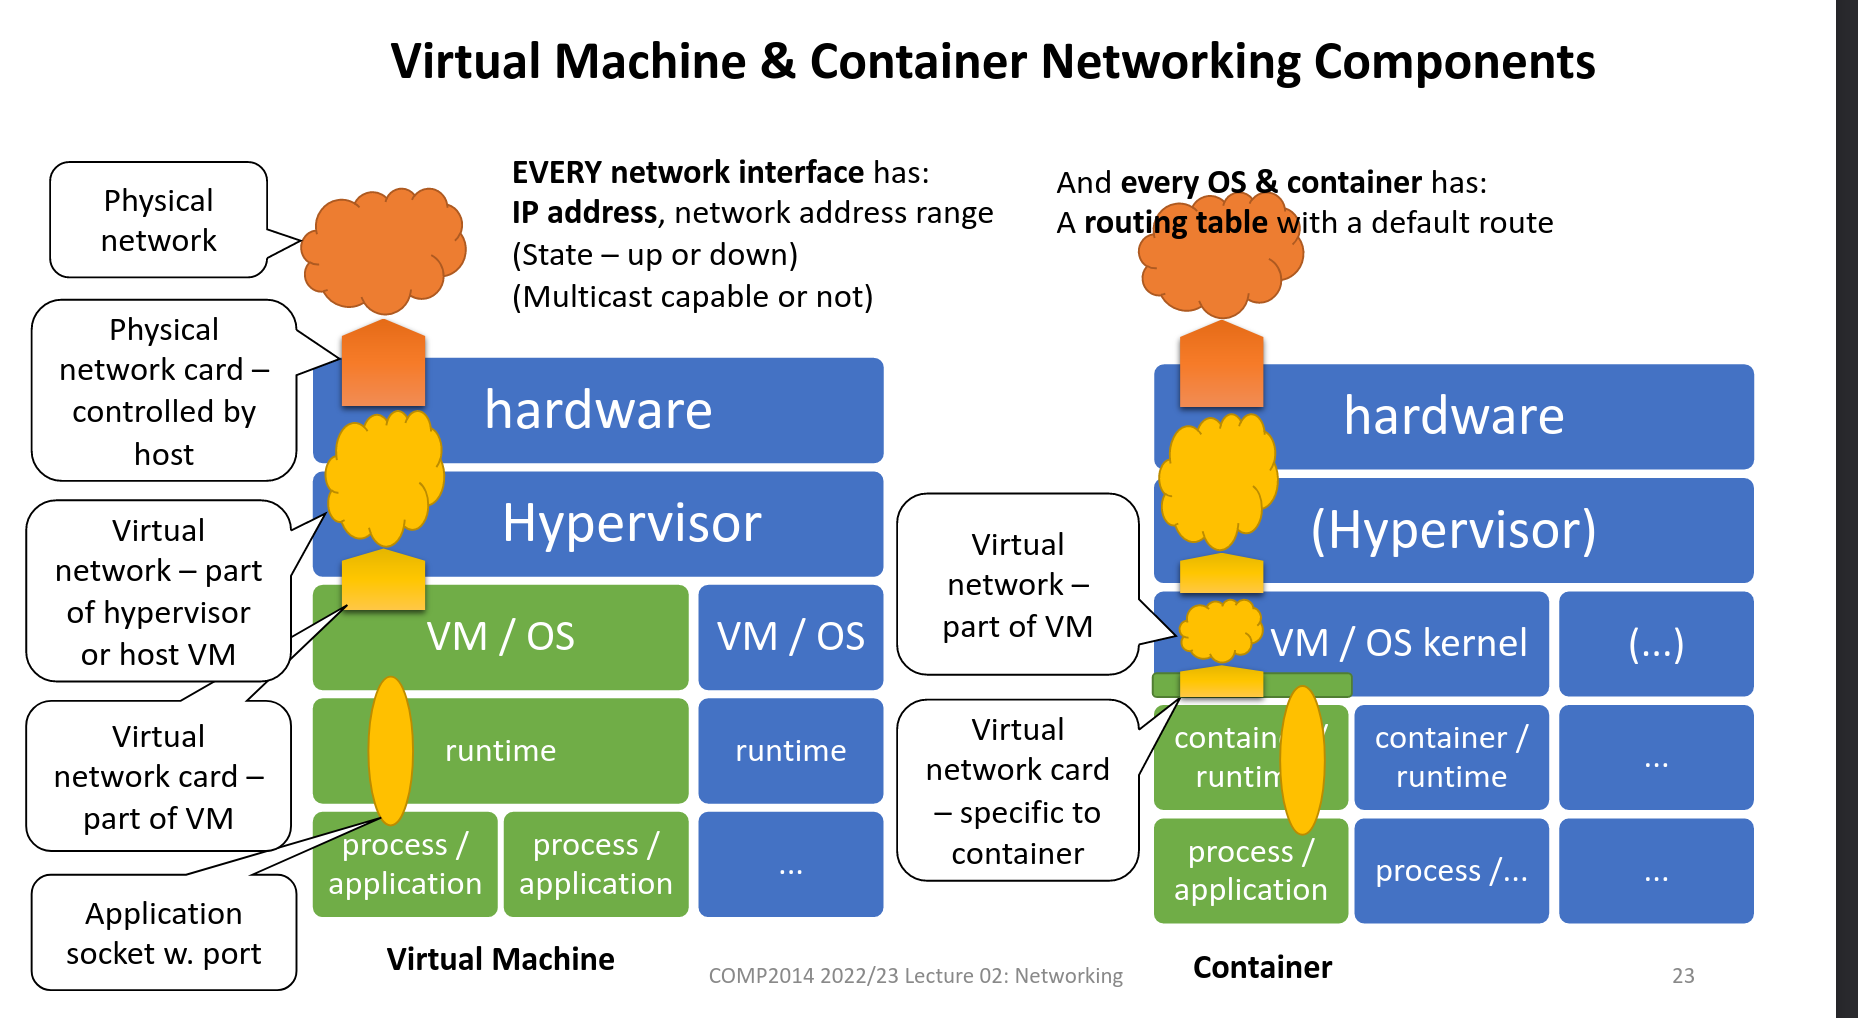 Virtual Machine & Container Networking Components
Physical
network
EVERY network interface has:
IP address, network address range
(State – up or down)
(Multicast capable or not)
And every OS & container has:
A routing table with a default route
Physical
network card –
controlled by
host
Virtual
network – part
of hypervisor
or host VM
Virtual
network card –
part of VM
Application
socket w. port
hardware
Hypervisor
VM / OS
VM / OS
runtime
runtime
process /
application
process /
application
...
Virtual Machine
Virtual
network –
part of VM
Virtual
network card
– specific to
container
hardware
(Hypervisor)
VM / OS kernel
(...)
container /
runtime
container /
runtime
...
process /
application
process /...
...
Container
COMP2014 2022/23 Lecture 02: Networking
23